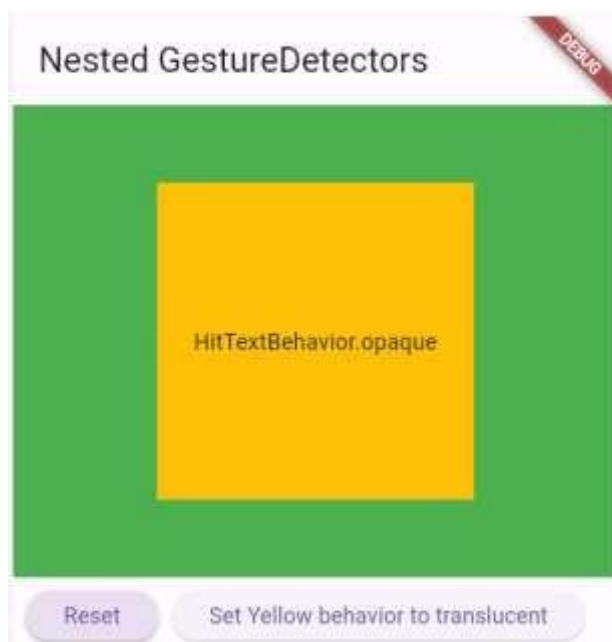 Nested GestureDetectors
DEBUG
HitTextBehavior.opaque
Reset
Set Yellow behavior to translucent